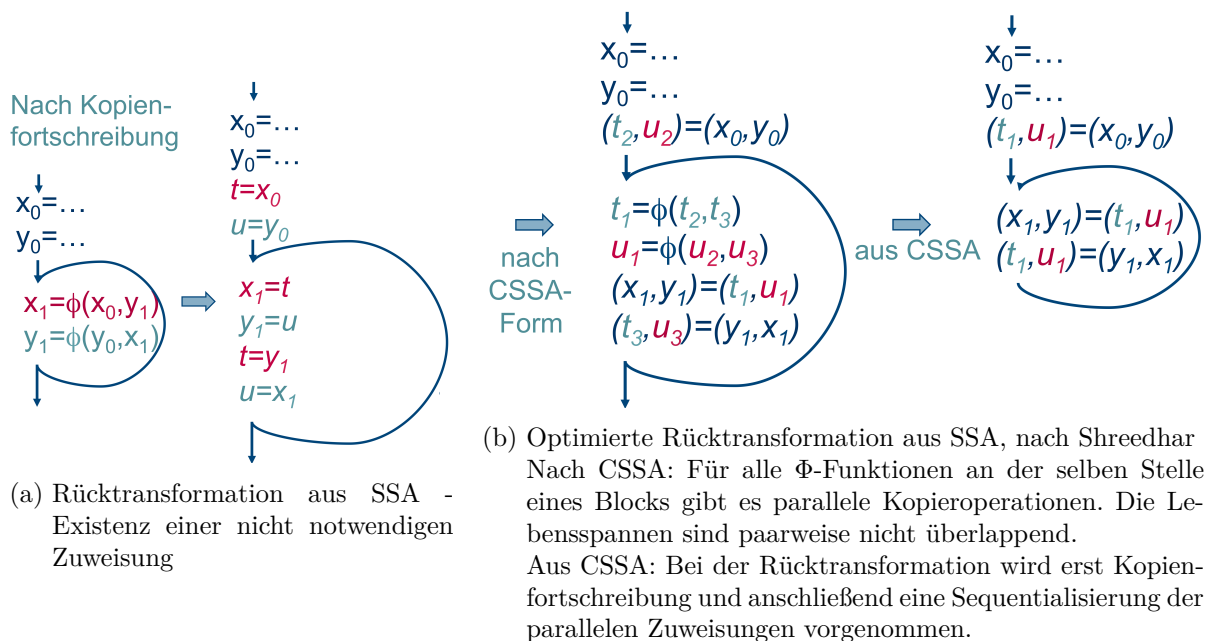 Nach Kopien-
fortschreibung
x₀=…
y₀=…
x₁=ϕ(x₀,y₁)
y₁=ϕ(y₀,x₁)
x₀=…
y₀=…
t=x₀
u=y₀
x₁=t
y₁=u
t=y₁
u=x₁
(a) Rücktransformation aus SSA -
Existenz einer nicht notwendigen
Zuweisung
x₀=…
y₀=…
(t₂,u₂)=(x₀,y₀)
nach
CSSA-
Form
t₁=ϕ(t₂,t₃)
u₁=ϕ(u₂,u₃)
(x₁,y₁)=(t₁,u₁)
(t₃,u₃)=(y₁,x₁)
aus CSSA
x₀=…
y₀=…
(t₁,u₁)=(x₀,y₀)
(x₁,y₁)=(t₁,u₁)
(t₁,u₁)=(y₁,x₁)
(b) Optimierte Rücktransformation aus SSA, nach Shreedhar
Nach CSSA: Für alle Φ-Funktionen an der selben Stelle
eines Blocks gibt es parallele Kopieroperationen. Die Le-
bensspannen sind paarweise nicht überlappend.
Aus CSSA: Bei der Rücktransformation wird erst Kopien-
fortschreibung und anschließend eine Sequentialisierung der
parallelen Zuweisungen vorgenommen.